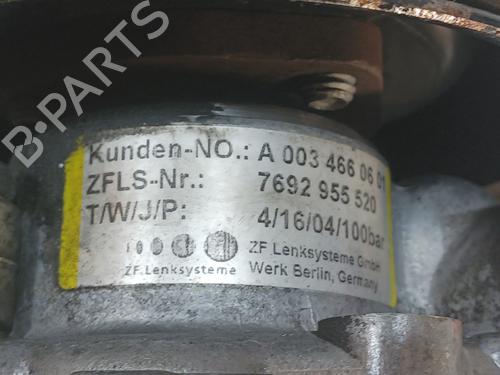 B-PARTS
Kunden-NO.: A 003 466 06 01
ZFLS-Nr.: 7692 955 520
T/W/J/P: 4/16/04/100bar
ZF Lenksysteme GmbH
ZF Lenksysteme Werk Berlin, Germany